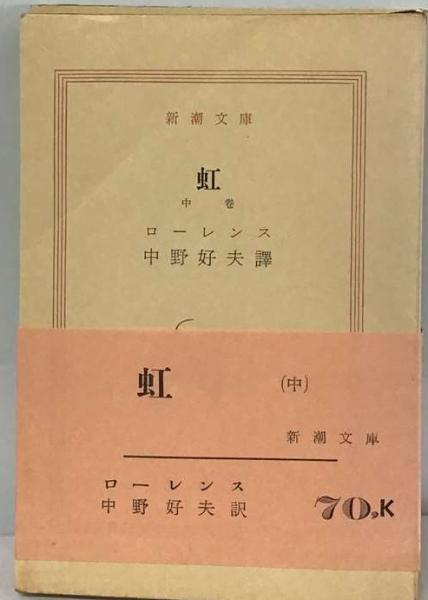 新潮文庫
虹
中巻
ローレンス
中野好夫譯
虹 (中)
新潮文庫
ローレンス
中野好夫訳
70,K